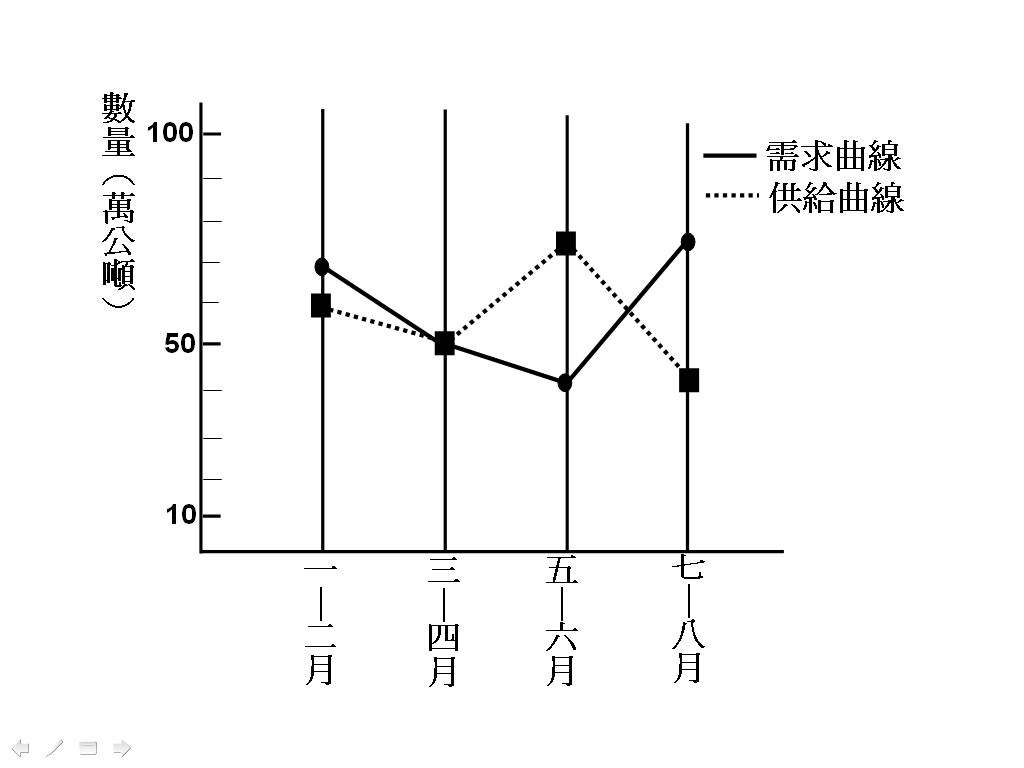 數量（萬公噸）
100
50
10
需求曲線
供給曲線
一—二月
三—四月
五—六月
七—八月